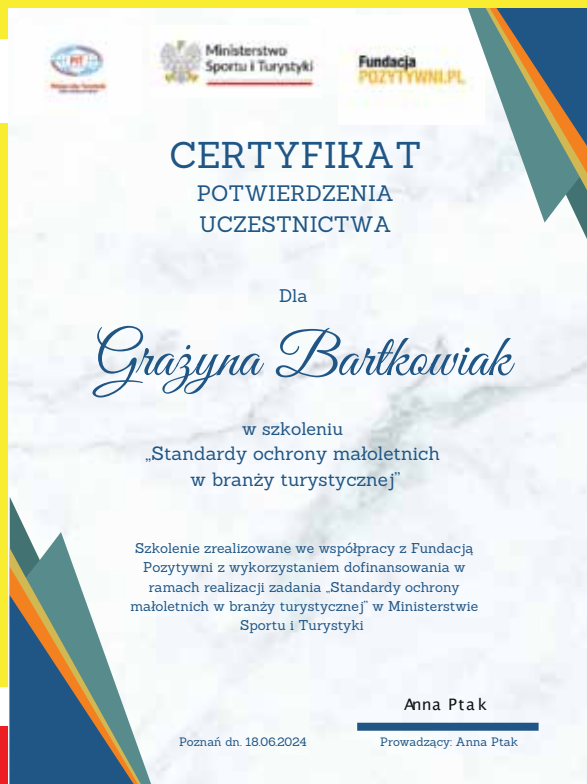 PIT
Ministerstwo
Sportu i Turystyki
Fundacja
POZYTYWNI.PL
CERTYFIKAT
POTWIERDZENIA
UCZESTNICTWA
Dla
Grażyna Bartkowiak
w szkoleniu
„Standardy ochrony małoletnich
w branży turystycznej”
Szkolenie zrealizowane we współpracy z Fundacją
Pozytywni z wykorzystaniem dofinansowania w
ramach realizacji zadania „Standardy ochrony
małoletnich w branży turystycznej” w Ministerstwie
Sportu i Turystyki
Anna Ptak
Poznań dn. 18.06.2024
Prowadzący: Anna Ptak